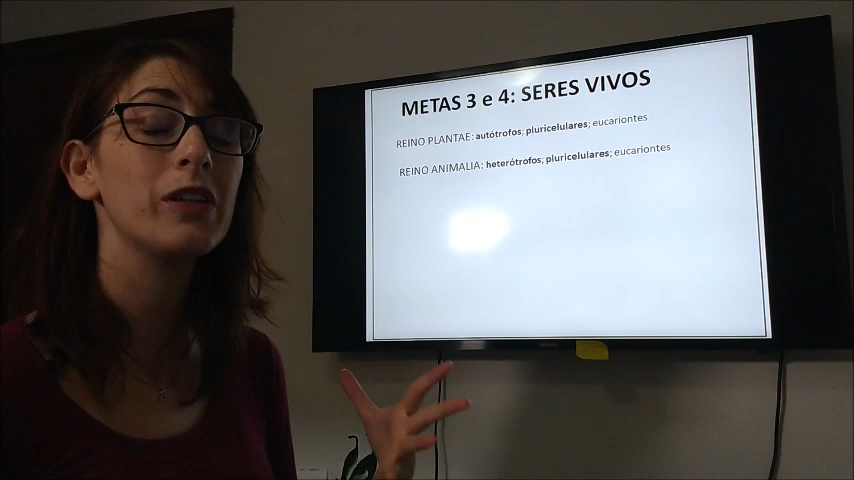 METAS 3 e 4: SERES VIVOS
REINO PLANTAE: autótrofos; pluricelulares; eucariontes
REINO ANIMALIA: heterótrofos; pluricelulares; eucariontes